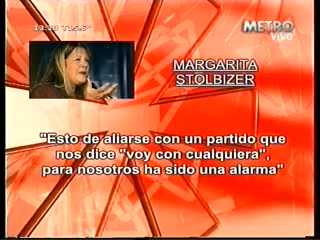 METRO
VIVO
MARGARITA
STOLBIZER
"Esto de aliarse con un partido que
nos dice "voy con cualquiera",
para nosotros ha sido una alarma"